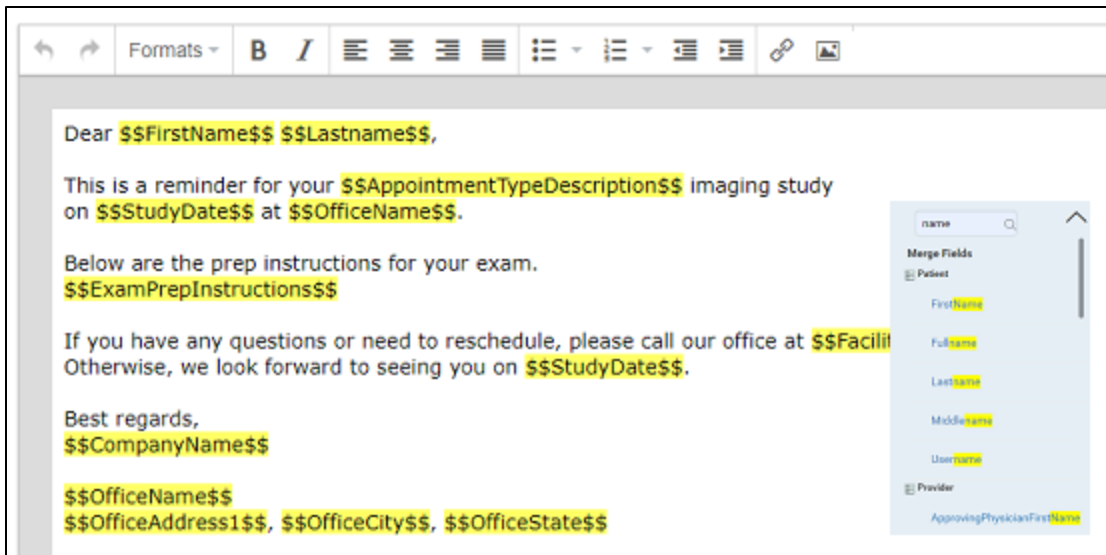 Formats
B I
Dear $$FirstName$$ $$Lastname$$,
This is a reminder for your $$AppointmentTypeDescription$$ imaging study
on $$StudyDate$$ at $$OfficeName$$.
Below are the prep instructions for your exam.
$$ExamPrepInstructions$$
If you have any questions or need to reschedule, please call our office at $$Facilit
Otherwise, we look forward to seeing you on $$StudyDate$$.
Best regards,
$$CompanyName$$
$$OfficeName$$
$$OfficeAddress1$$, $$OfficeCity$$, $$OfficeState$$
name
Merge Fields
Patient
FirstName
Fullname
Lastname
Middlename
Username
Provider
ApprovingPhysicianFirstName